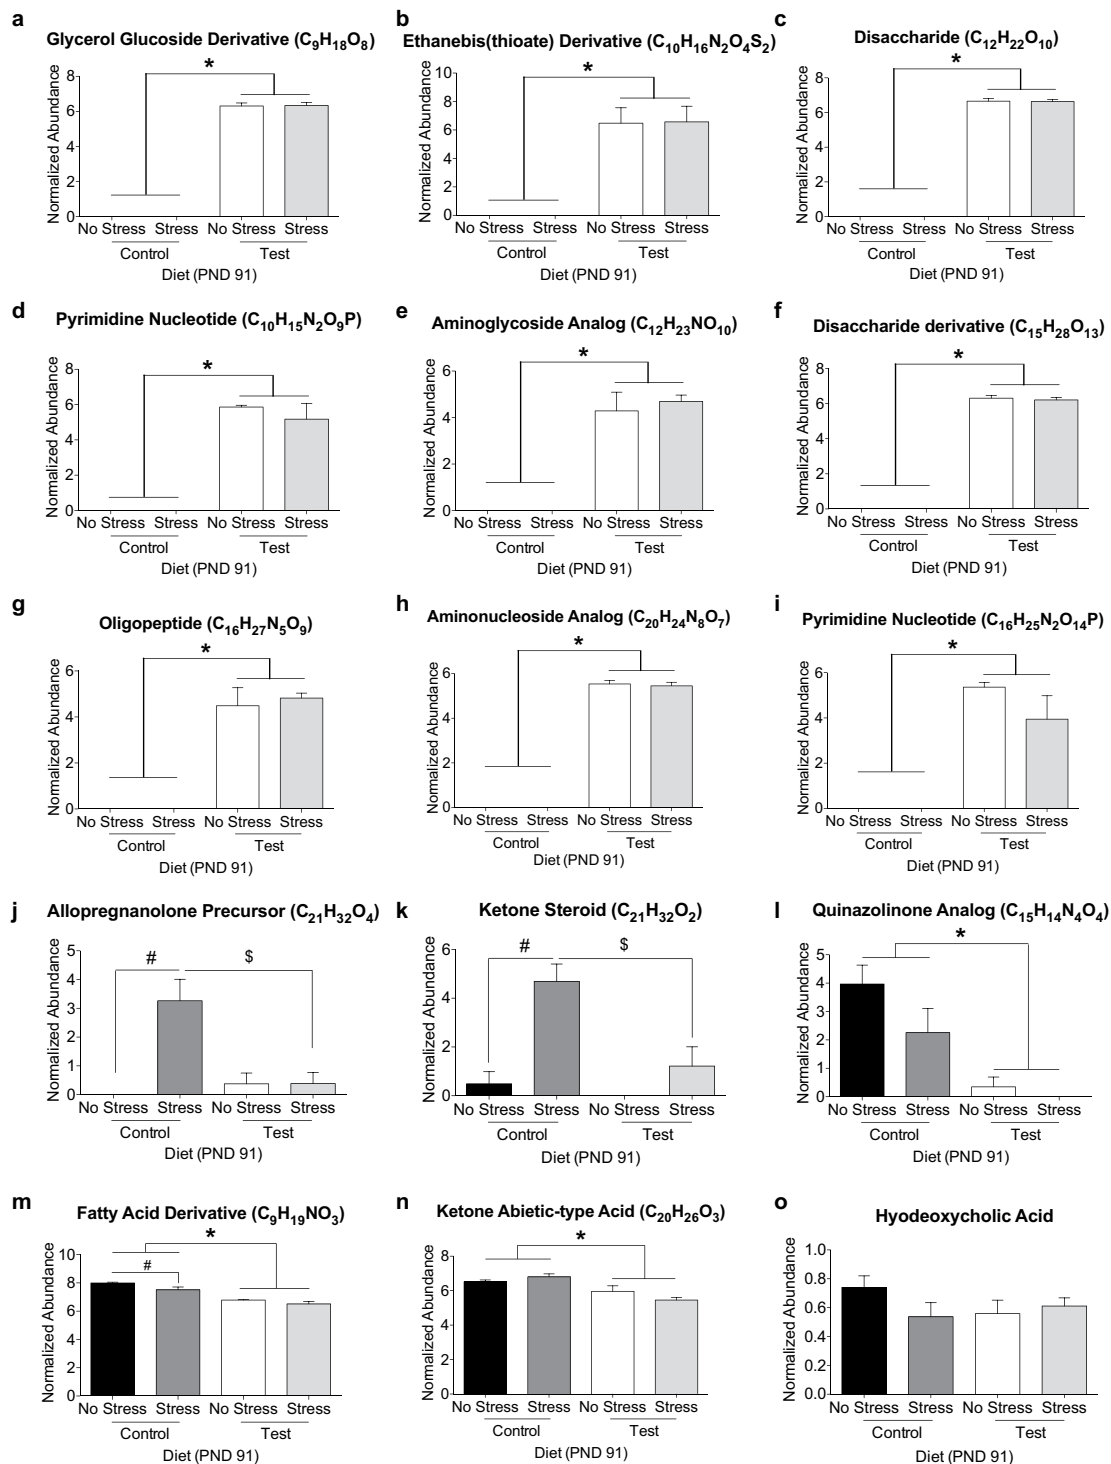 a
Glycerol Glucoside Derivative (C₉H₁₈O₈)
Normalized Abundance
8
6
4
2
0
*
No Stress Stress No Stress Stress
Control Test
Diet (PND 91)
b
Ethanebis(thioate) Derivative (C₁₀H₁₆N₂O₄S₂)
Normalized Abundance
10
8
6
4
2
0
*
No Stress Stress No Stress Stress
Control Test
Diet (PND 91)
c
Disaccharide (C₁₂H₂₂O₁₀)
Normalized Abundance
8
6
4
2
0
*
No Stress Stress No Stress Stress
Control Test
Diet (PND 91)
d
Pyrimidine Nucleotide (C₁₀H₁₅N₂O₉P)
Normalized Abundance
8
6
4
2
0
*
No Stress Stress No Stress Stress
Control Test
Diet (PND 91)
e
Aminoglycoside Analog (C₁₂H₂₃NO₁₀)
Normalized Abundance
6
4
2
0
*
No Stress Stress No Stress Stress
Control Test
Diet (PND 91)
f
Disaccharide derivative (C₁₅H₂₈O₁₃)
Normalized Abundance
8
6
4
2
0
*
No Stress Stress No Stress Stress
Control Test
Diet (PND 91)
g
Oligopeptide (C₁₆H₂₇N₅O₉)
Normalized Abundance
6
4
2
0
*
No Stress Stress No Stress Stress
Control Test
Diet (PND 91)
h
Aminonucleoside Analog (C₂₀H₂₄N₈O₇)
Normalized Abundance
6
4
2
0
*
No Stress Stress No Stress Stress
Control Test
Diet (PND 91)
i
Pyrimidine Nucleotide (C₁₆H₂₅N₂O₁₄P)
Normalized Abundance
6
4
2
0
*
No Stress Stress No Stress Stress
Control Test
Diet (PND 91)
j
Allopregnanolone Precursor (C₂₁H₃₂O₄)
Normalized Abundance
5
4
3
2
1
0
# $
No Stress Stress No Stress Stress
Control Test
Diet (PND 91)
k
Ketone Steroid (C₂₁H₃₂O₂)
Normalized Abundance
6
4
2
0
# $
No Stress Stress No Stress Stress
Control Test
Diet (PND 91)
l
Quinazolinone Analog (C₁₅H₁₄N₄O₄)
Normalized Abundance
5
4
3
2
1
0
*
No Stress Stress No Stress Stress
Control Test
Diet (PND 91)
m
Fatty Acid Derivative (C₉H₁₉NO₃)
Normalized Abundance
10
8
6
4
2
0
*
#
No Stress Stress No Stress Stress
Control Test
Diet (PND 91)
n
Ketone Abietic-type Acid (C₂₀H₂₆O₃)
Normalized Abundance
8
6
4
2
0
*
No Stress Stress No Stress Stress
Control Test
Diet (PND 91)
o
Hyodeoxycholic Acid
Normalized Abundance
1.0
0.8
0.6
0.4
0.2
0.0
No Stress Stress No Stress Stress
Control Test
Diet (PND 91)